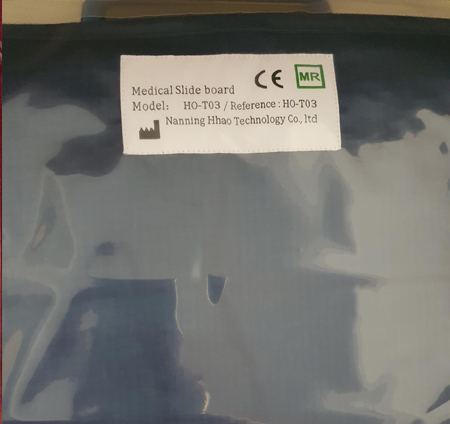 CE MR
Medical Slide board
Model: HO-T03 / Reference : HO-T03
Nanning Hhao Technology Co., ltd